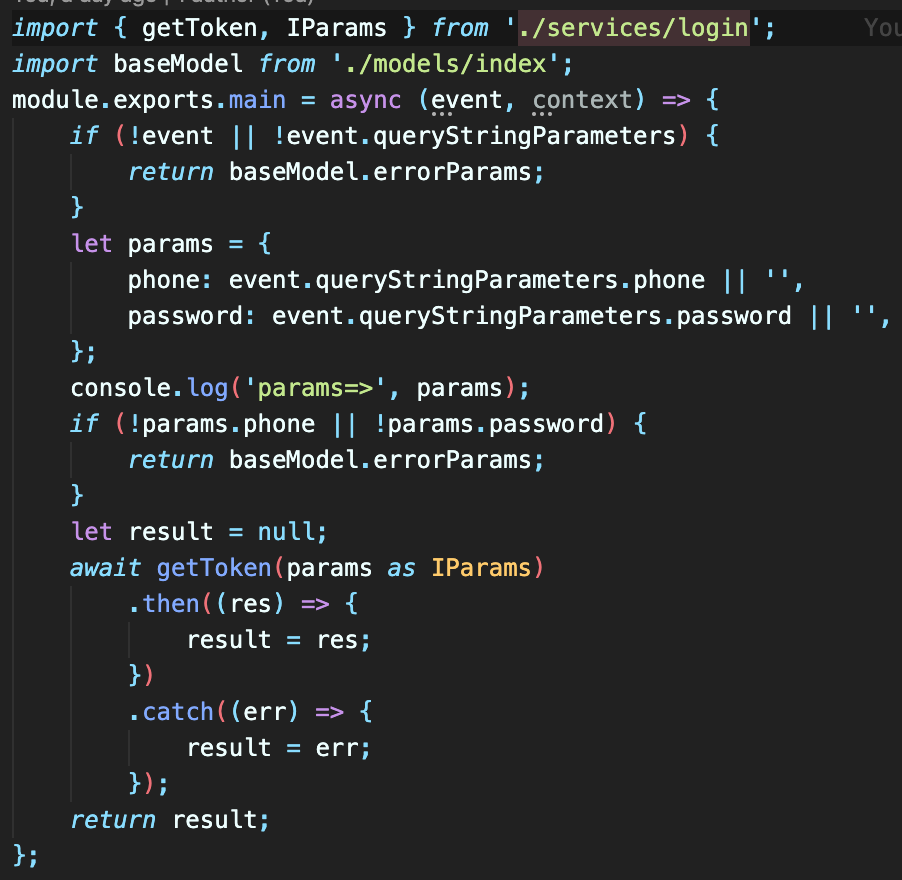 import { getToken, IParams } from './services/login'; You
import baseModel from './models/index';
module.exports.main = async (event, context) => {
    if (!event || !event.queryStringParameters) {
        return baseModel.errorParams;
    }
    let params = {
        phone: event.queryStringParameters.phone || '',
        password: event.queryStringParameters.password || '',
    };
    console.log('params=>', params);
    if (!params.phone || !params.password) {
        return baseModel.errorParams;
    }
    let result = null;
    await getToken(params as IParams)
        .then((res) => {
            result = res;
        })
        .catch((err) => {
            result = err;
        });
    return result;
};